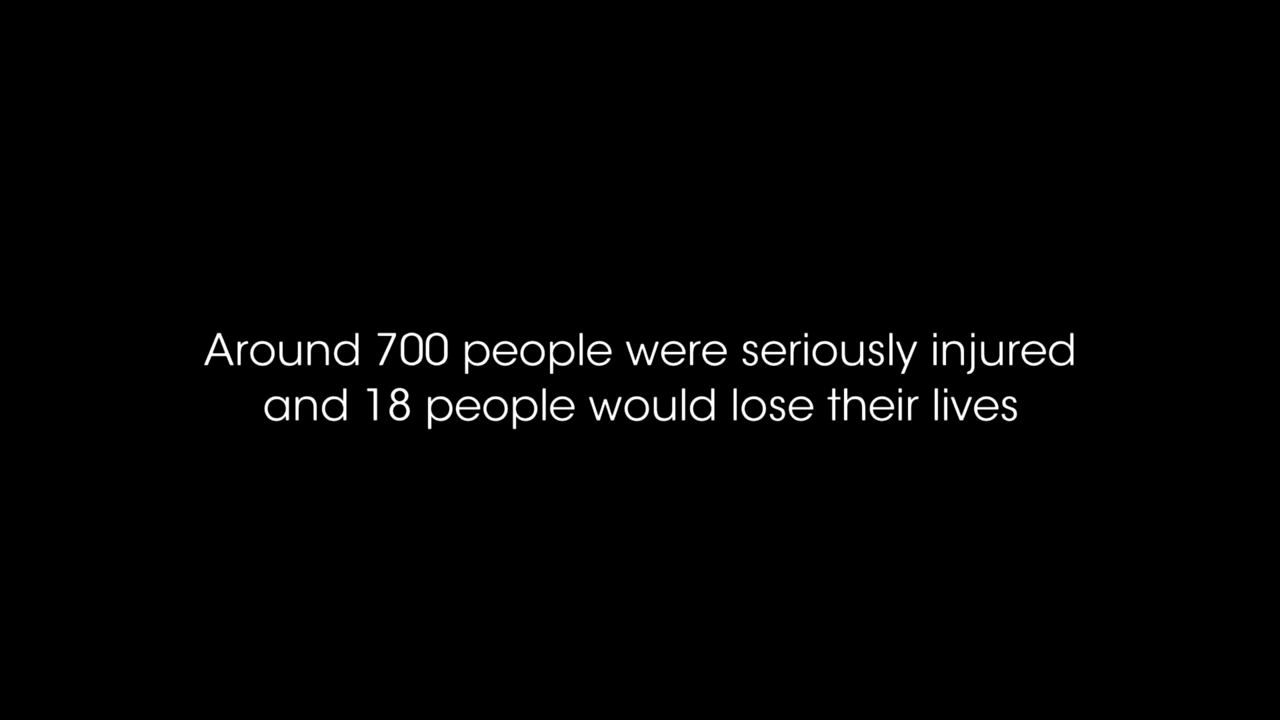 Around 700 people were seriously injured
and 18 people would lose their lives